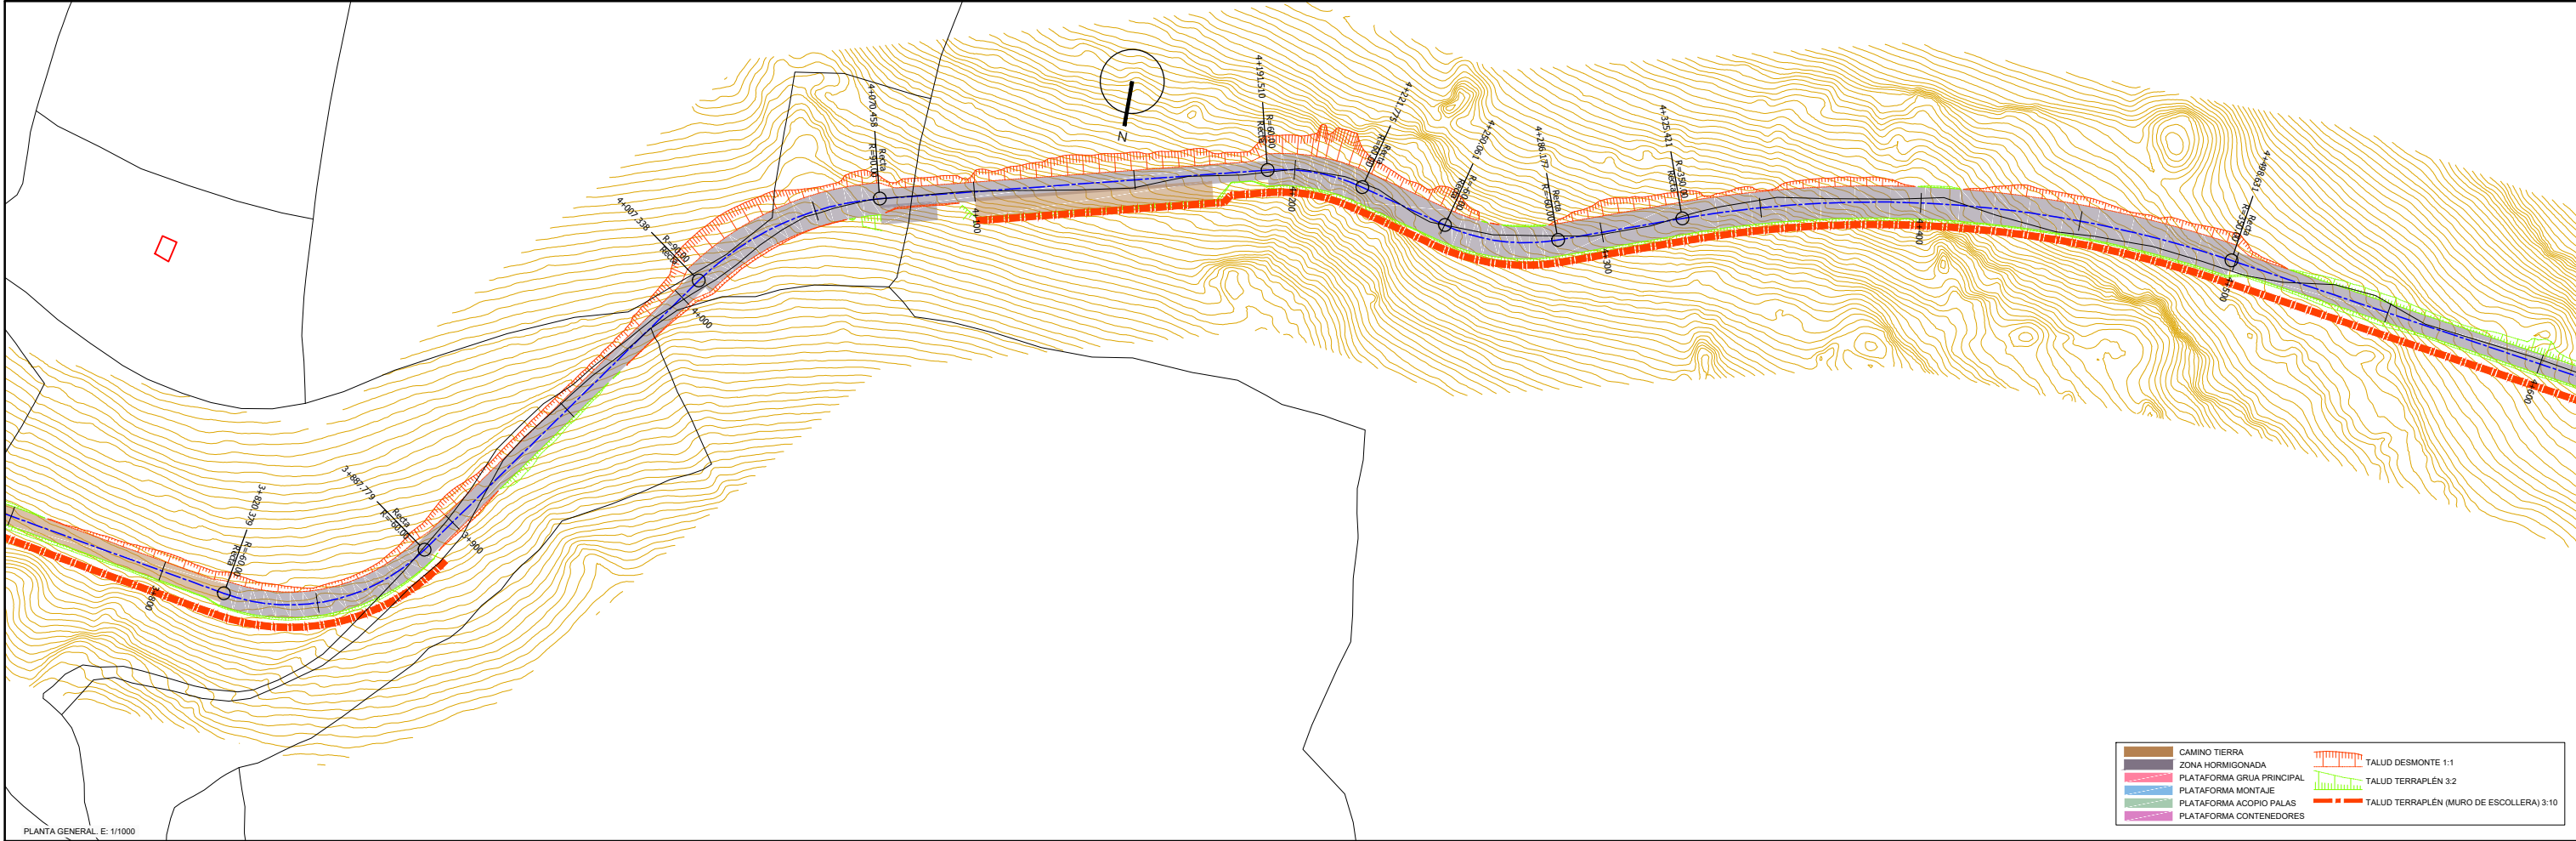 3+800
3+820.379
R=-60.00
Recta
3+887.779
Recta
R=-60.00
3+900
4+000
4+007.338
R=90.00
Recta
4+070.458
Recta
R=90.00
4+100
N
4+191.510
R=60.00
Recta
4+200
4+221.775
Recta
R=60.00
4+250.061
R=-60.00
Recta
4+286.177
Recta
R=-60.00
4+300
4+325.421
R=350.00
Recta
4+400
4+498.631
Recta
R=350.00
4+500
4+600
PLANTA GENERAL. E: 1/1000
CAMINO TIERRA
ZONA HORMIGONADA
PLATAFORMA GRUA PRINCIPAL
PLATAFORMA MONTAJE
PLATAFORMA ACOPIO PALAS
PLATAFORMA CONTENEDORES
TALUD DESMONTE 1:1
TALUD TERRAPLÉN 3:2
TALUD TERRAPLÉN (MURO DE ESCOLLERA) 3:10